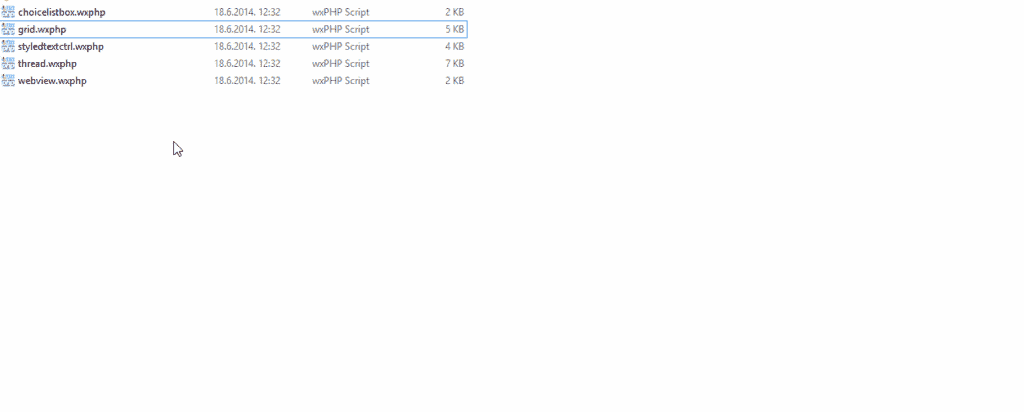 choicelistbox.wxphp 18.6.2014. 12:32 wxPHP Script 2 KB
grid.wxphp 18.6.2014. 12:32 wxPHP Script 5 KB
styledtextctrl.wxphp 18.6.2014. 12:32 wxPHP Script 4 KB
thread.wxphp 18.6.2014. 12:32 wxPHP Script 7 KB
webview.wxphp 18.6.2014. 12:32 wxPHP Script 2 KB